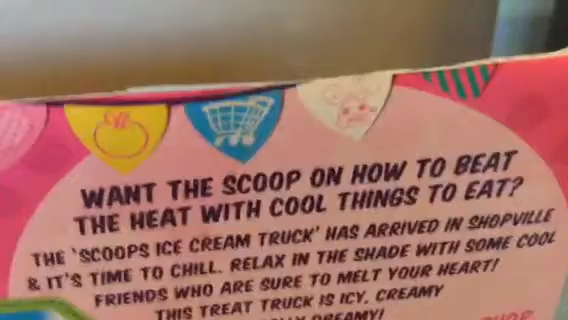 WANT THE SCOOP ON HOW TO BEAT
THE HEAT WITH COOL THINGS TO EAT?
THE 'SCOOPS ICE CREAM TRUCK' HAS ARRIVED IN SHOPVILLE
& IT'S TIME TO CHILL. RELAX IN THE SHADE WITH SOME COOL
FRIENDS WHO ARE SURE TO MELT YOUR HEART!
THIS TREAT TRUCK IS ICY, CREAMY
DREAMY!